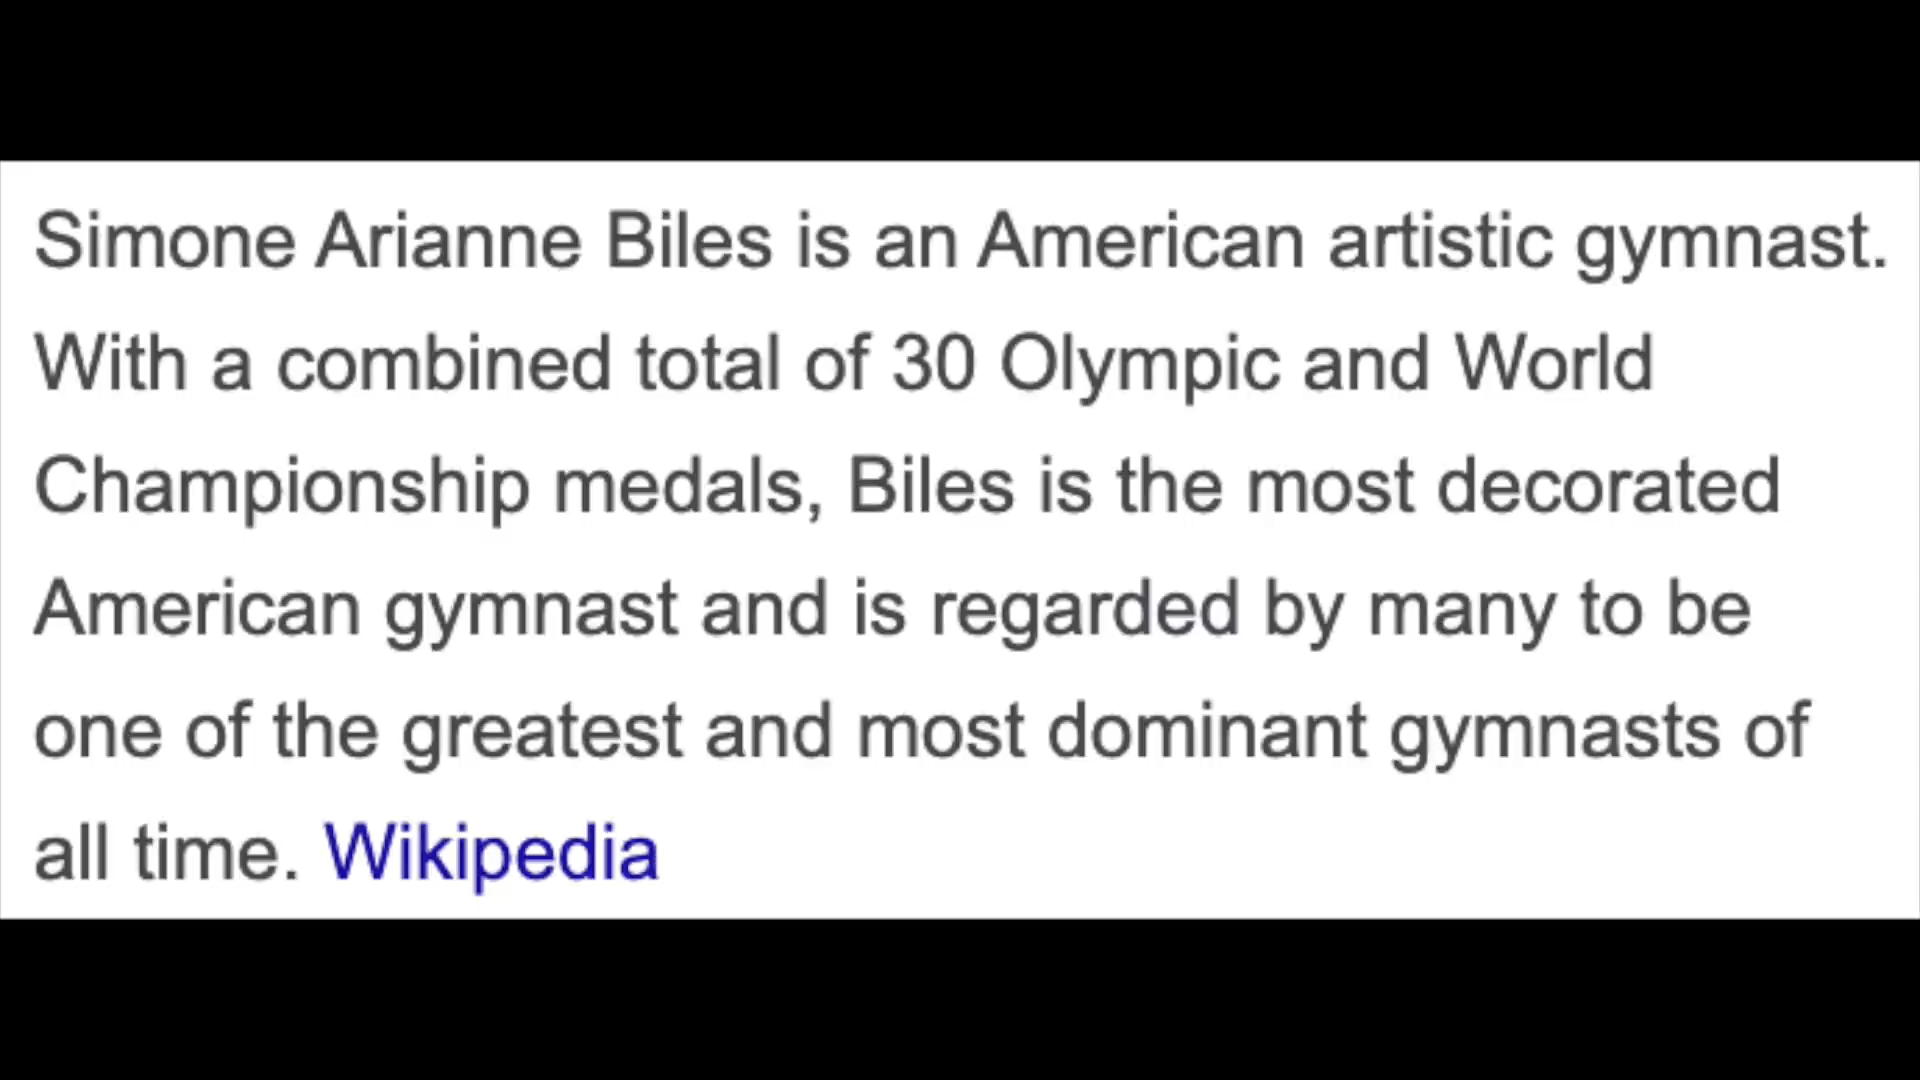 Simone Arianne Biles is an American artistic gymnast.
With a combined total of 30 Olympic and World
Championship medals, Biles is the most decorated
American gymnast and is regarded by many to be
one of the greatest and most dominant gymnasts of
all time. Wikipedia